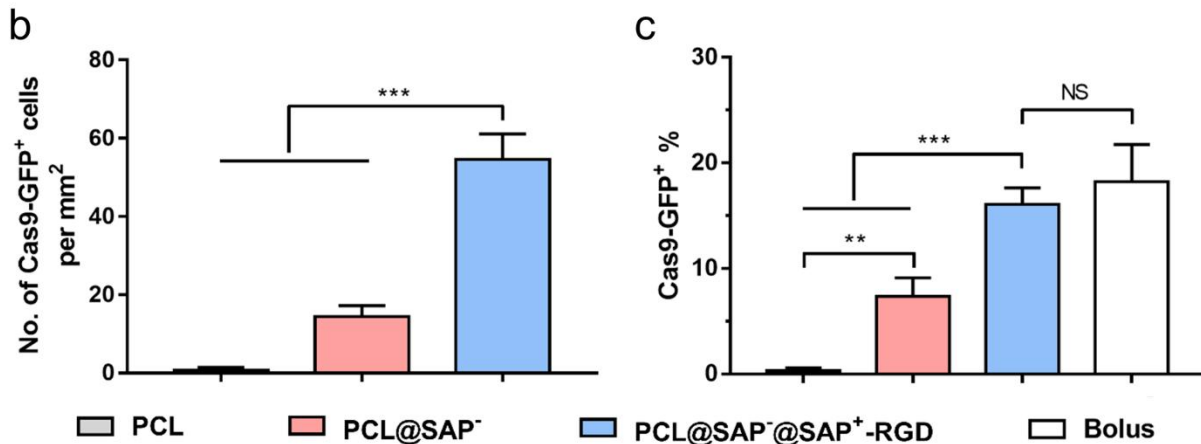 b
No. of Cas9-GFP⁺ cells
per mm²
80
60
40
20
0
***
c
Cas9-GFP⁺ %
30
20
10
0
**
***
NS
PCL
PCL@SAP⁻
PCL@SAP⁻@SAP⁺-RGD
Bolus